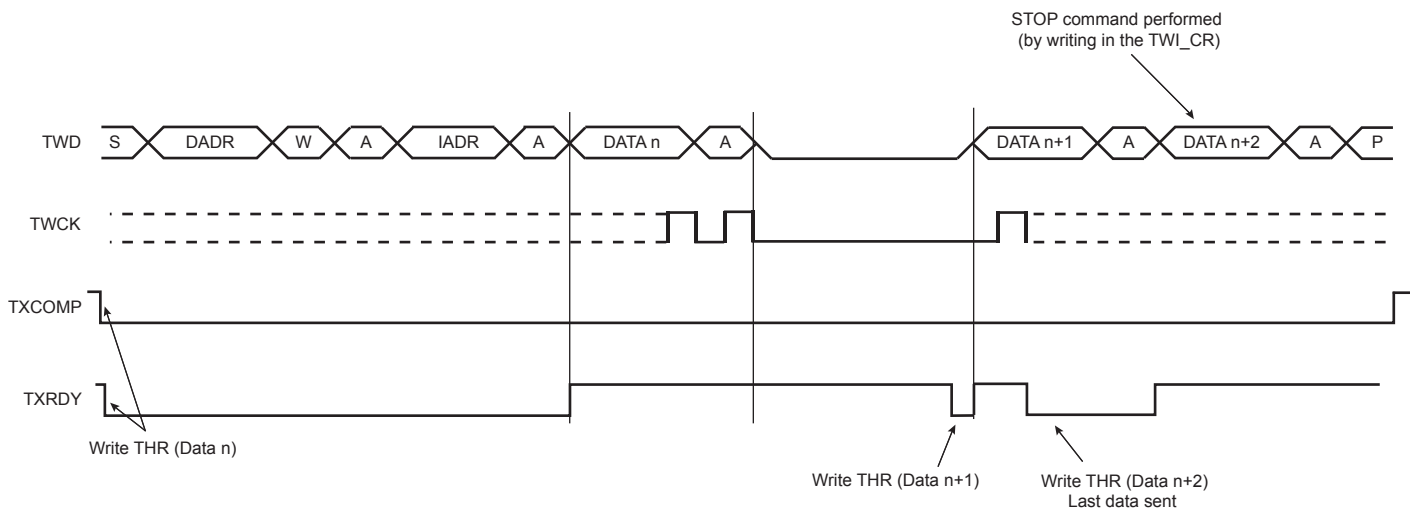 STOP command performed
(by writing in the TWI_CR)
TWD S DADR W A IADR A DATA n A DATA n+1 A DATA n+2 A P
TWCK
TXCOMP
TXRDY
Write THR (Data n)
Write THR (Data n+1)
Write THR (Data n+2)
Last data sent